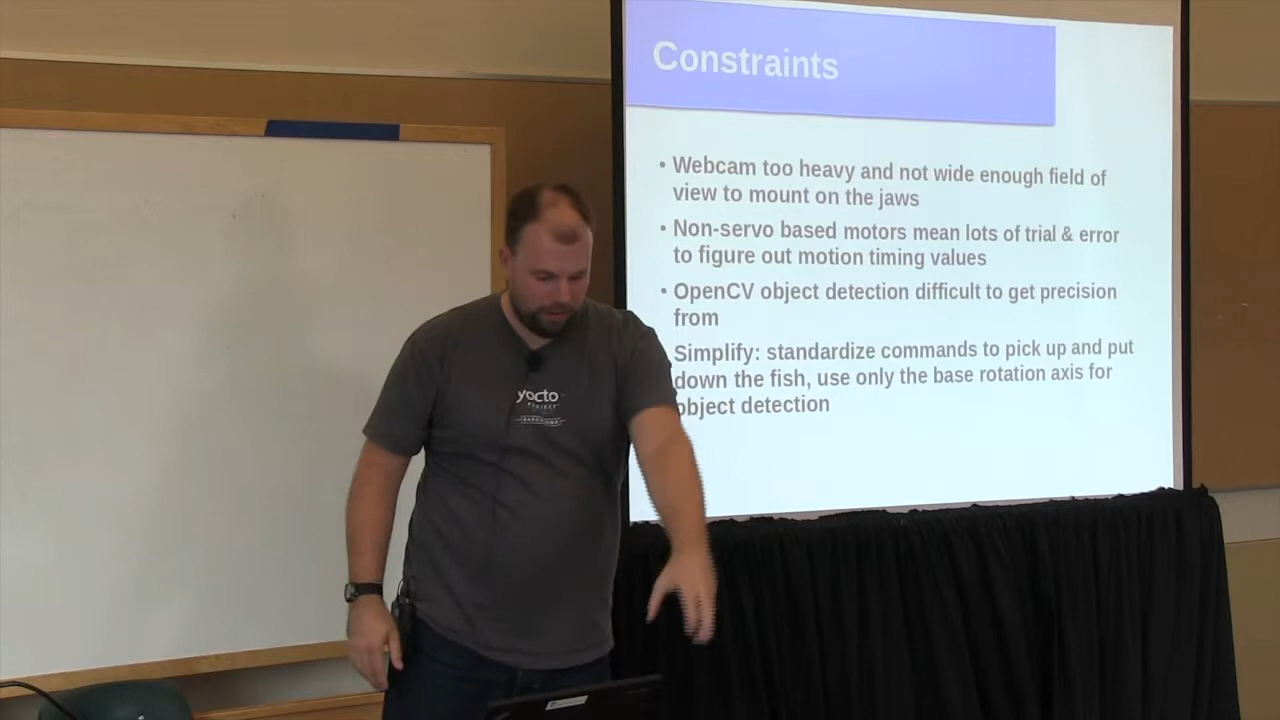 Constraints
• Webcam too heavy and not wide enough field of
view to mount on the jaws
• Non-servo based motors mean lots of trial & error
to figure out motion timing values
• OpenCV object detection difficult to get precision
from
Simplify: standardize commands to pick up and put
down the fish, use only the base rotation axis for
object detection
yocto
PROJECT
BARCELONA